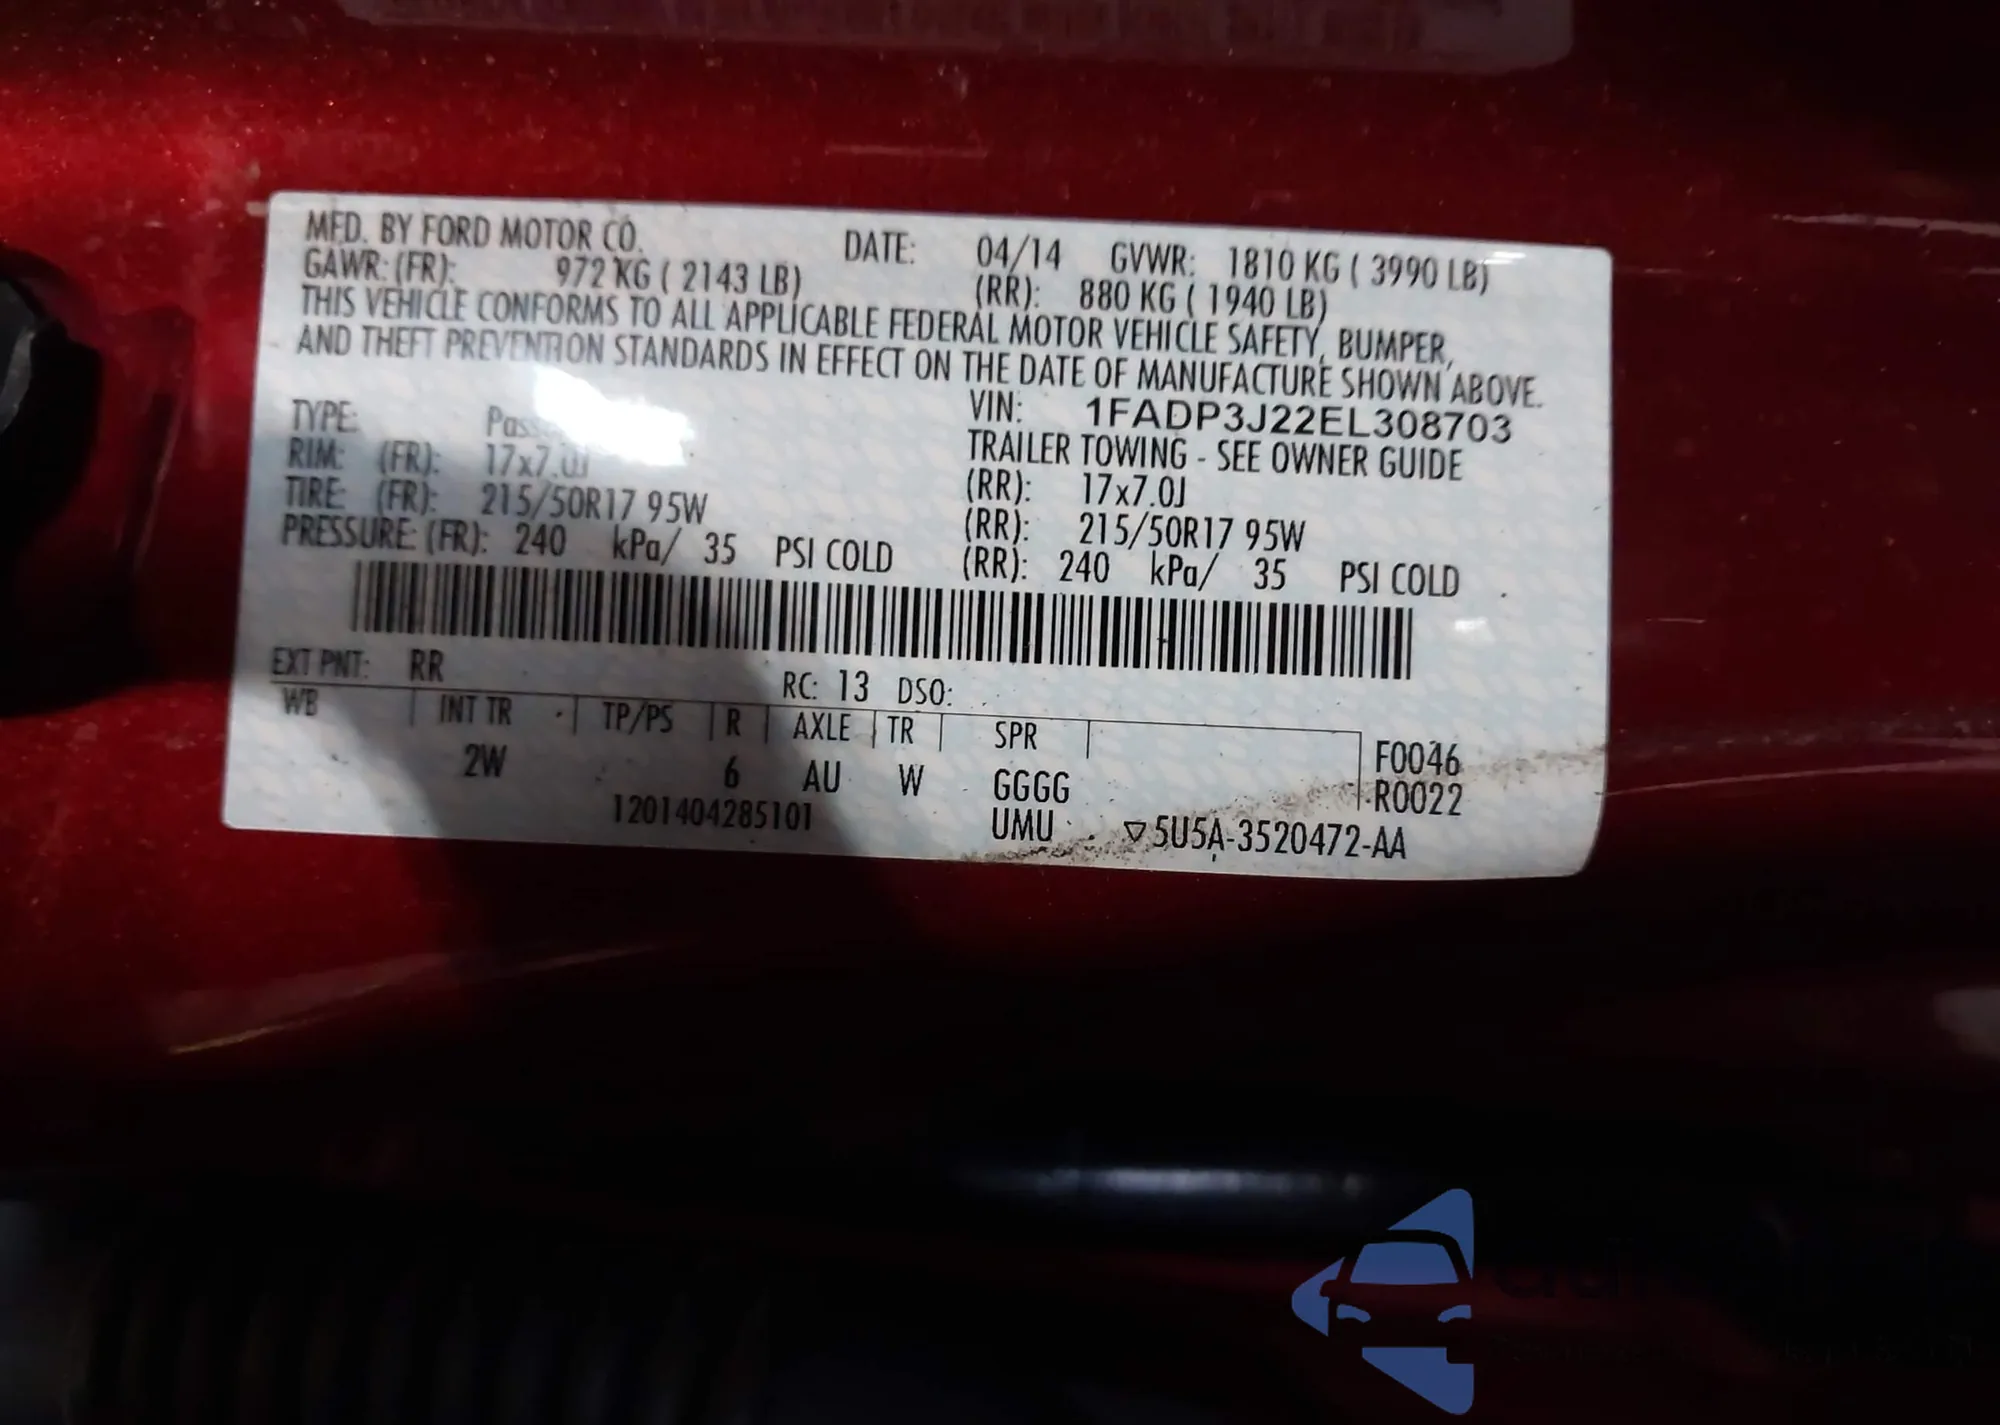 MFD. BY FORD MOTOR CO. DATE: 04/14 GVWR: 1810 KG ( 3990 LB)
GAWR: (FR): 972 KG ( 2143 LB) (RR): 880 KG ( 1940 LB)
THIS VEHICLE CONFORMS TO ALL APPLICABLE FEDERAL MOTOR VEHICLE SAFETY, BUMPER,
AND THEFT PREVENTION STANDARDS IN EFFECT ON THE DATE OF MANUFACTURE SHOWN ABOVE.
VIN: 1FADP3J22EL308703
TYPE: TRAILER TOWING - SEE OWNER GUIDE
RIM: (FR): 17x7.0J (RR): 17x7.0J
TIRE: (FR): 215/50R17 95W (RR): 215/50R17 95W
PRESSURE: (FR): 240 kPa/ 35 PSI COLD (RR): 240 kPa/ 35 PSI COLD
EXT PNT: RR RC: 13 DSO:
WB INT TR TP/PS R AXLE TR SPR F0046
2W 6 AU W GGGG R0022
1201404285101 UMU ▽5U5A-3520472-AA